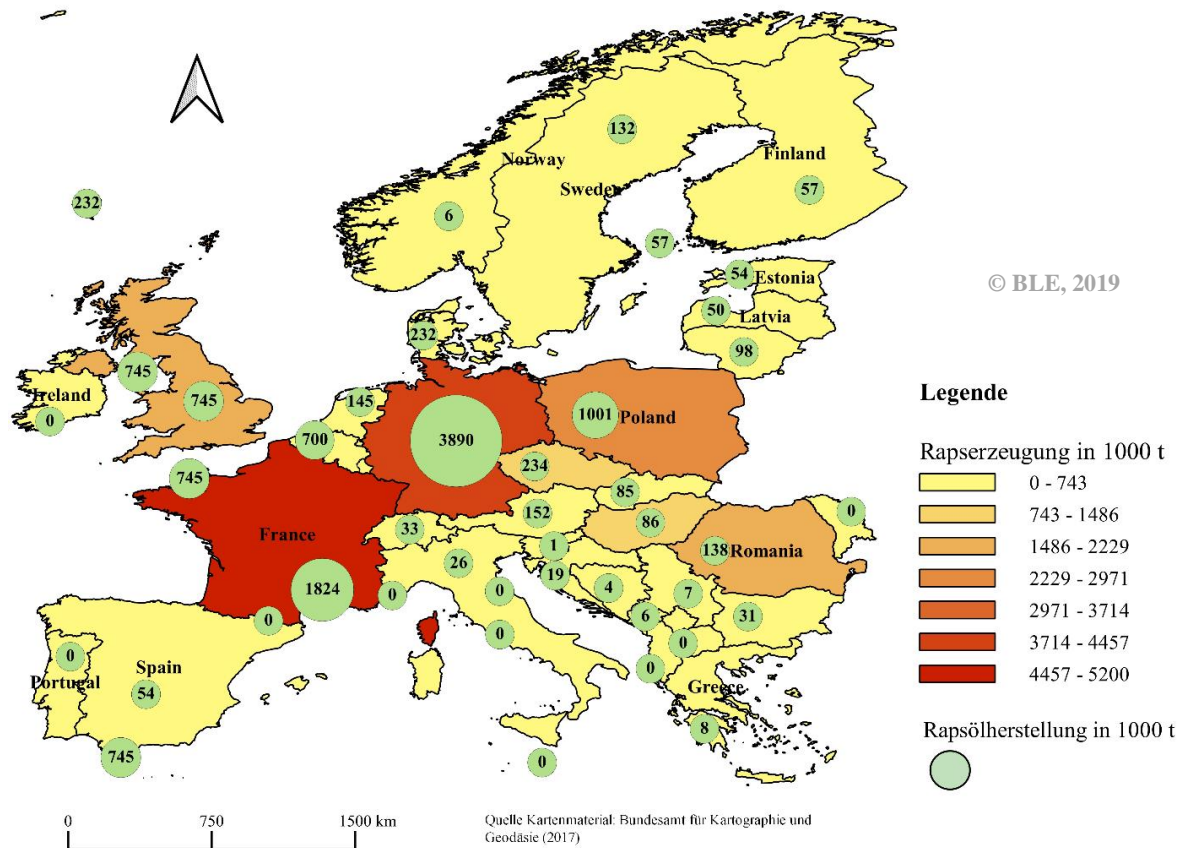 132
Norway
Finland
Sweden
57
232
6
57
54
Estonia
© BLE, 2019
50
Latvia
232
98
745
Ireland
745
0
145
700
3890
1001
Poland
234
745
85
152
86
33
France
1
138
Romania
0
26
19
1824
0
0
4
7
6
31
0
0
0
0
0
Portugal
Spain
54
Greece
8
745
0
Legende
Rapserzeugung in 1000 t
0 - 743
743 - 1486
1486 - 2229
2229 - 2971
2971 - 3714
3714 - 4457
4457 - 5200
Rapsölherstellung in 1000 t
0 750 1500 km
Quelle Kartenmaterial: Bundesamt für Kartographie und
Geodäsie (2017)